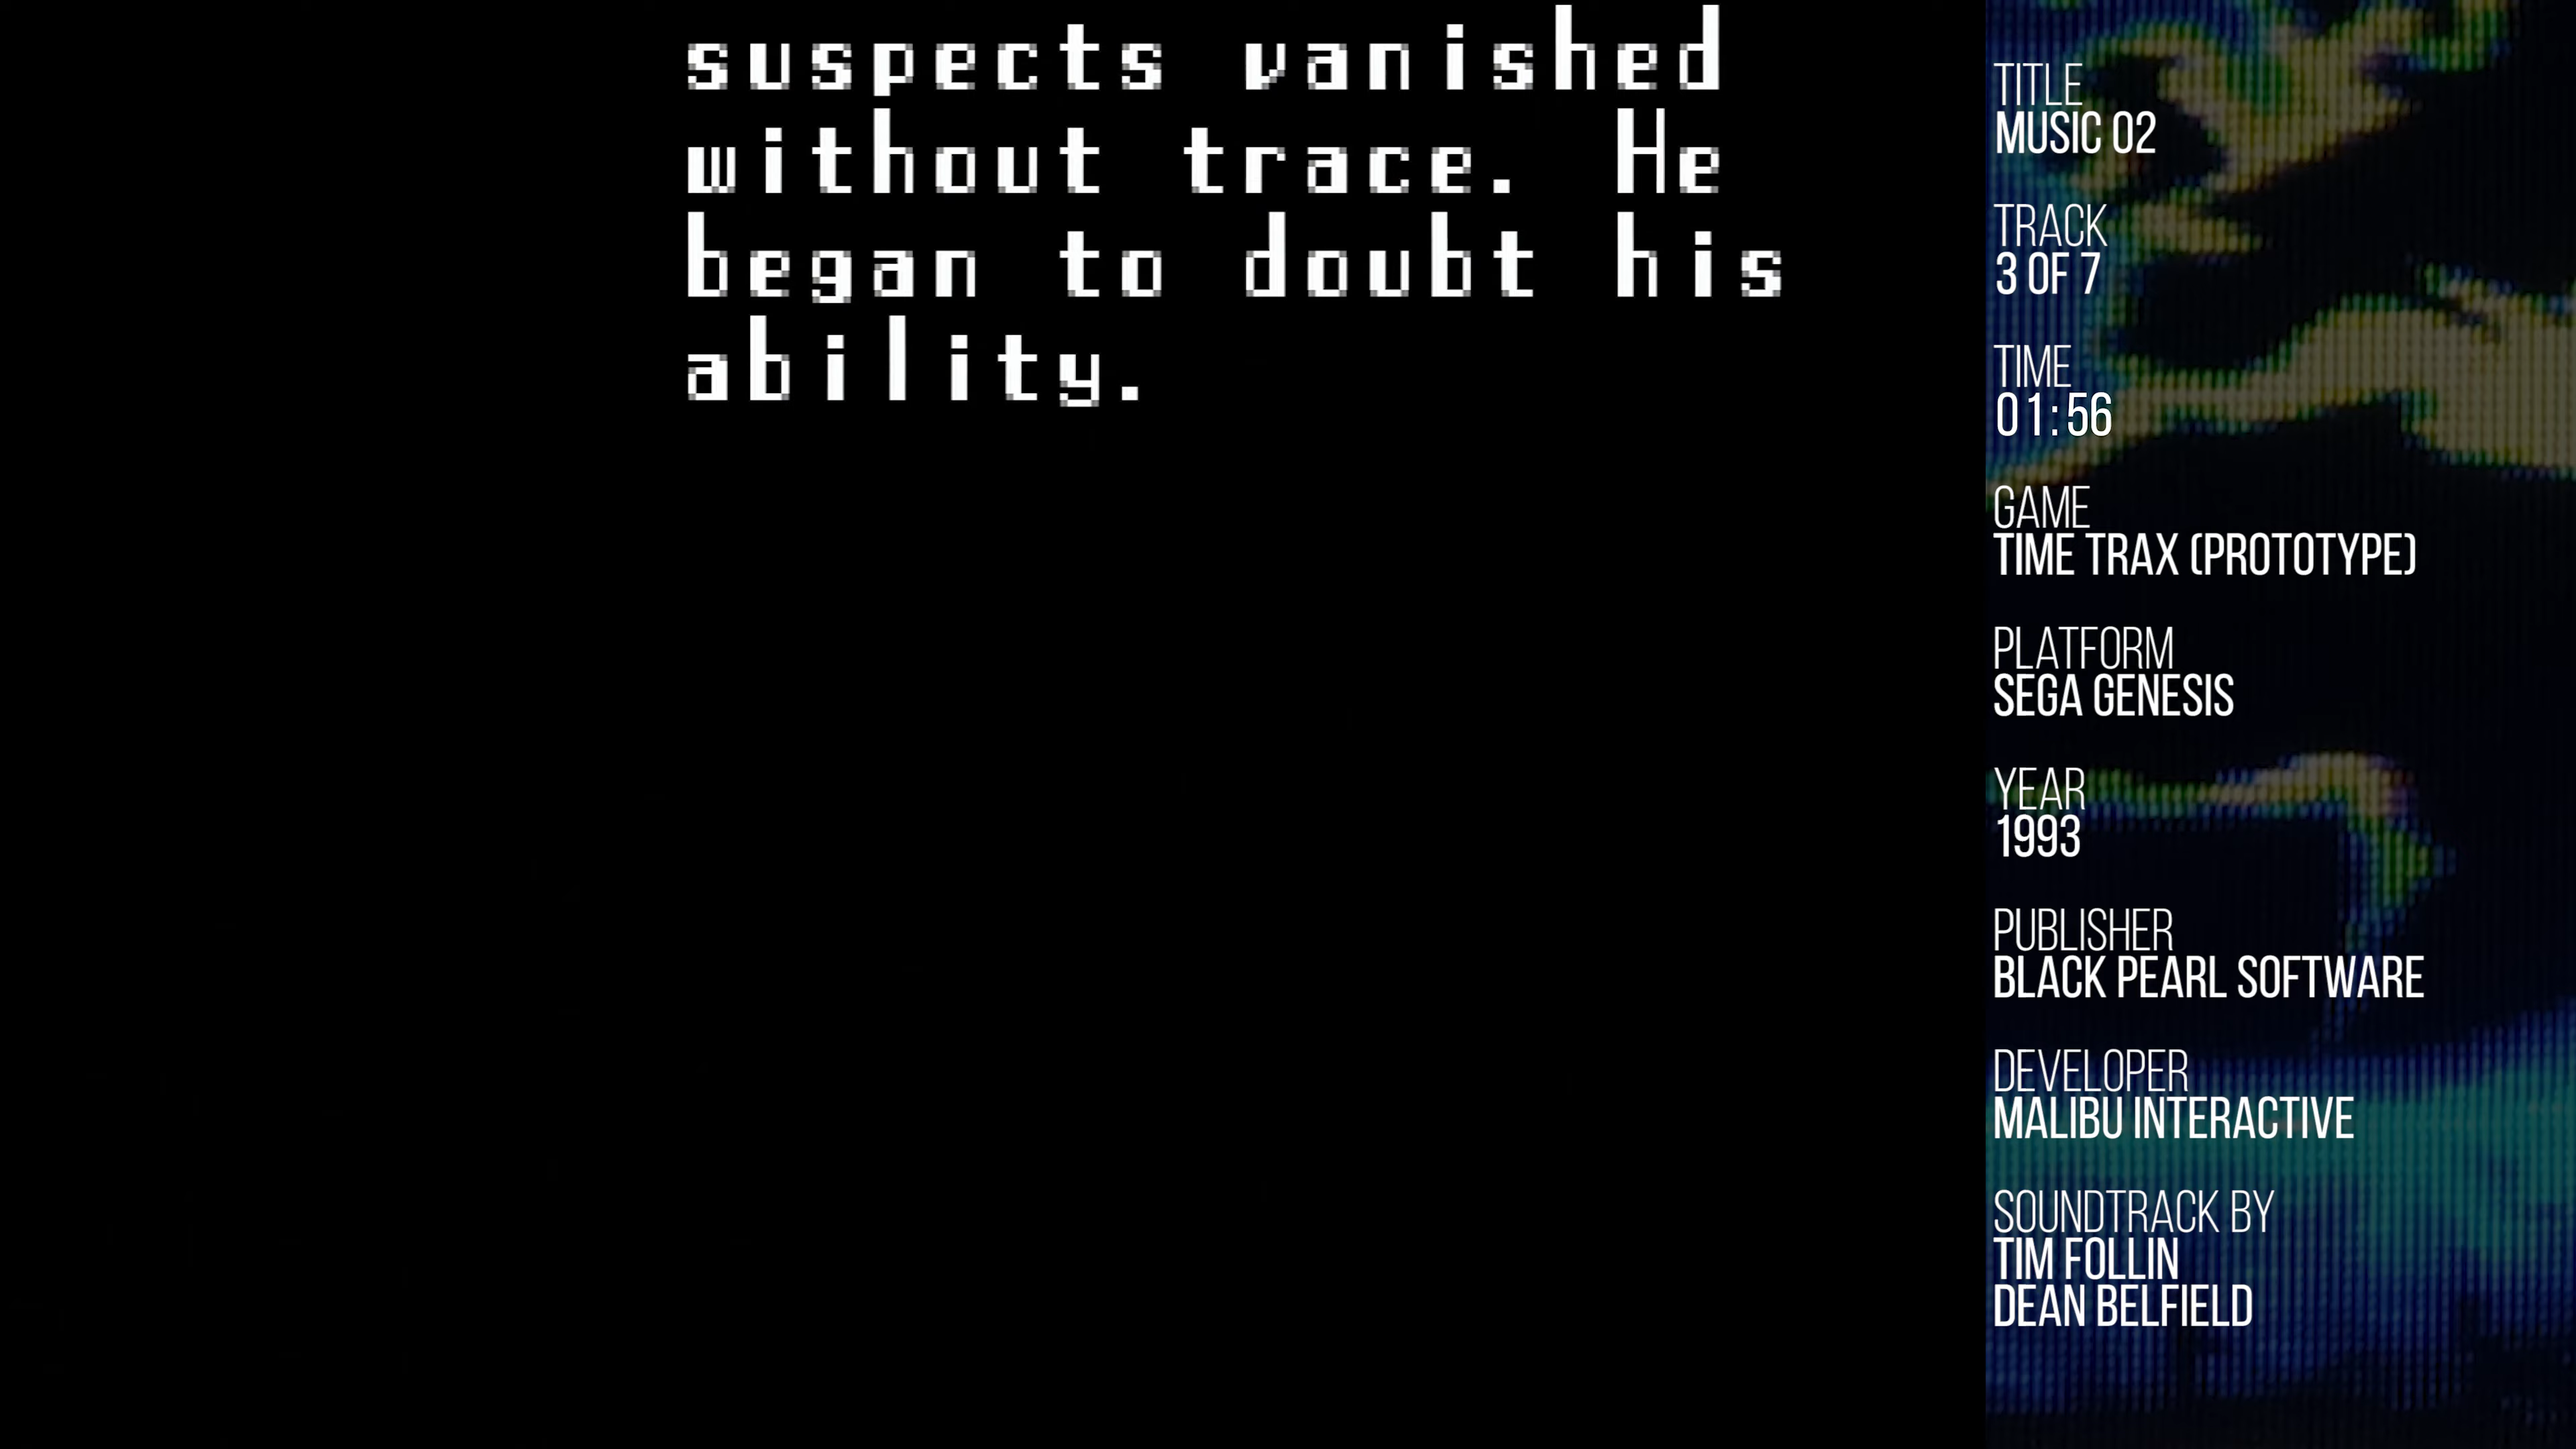 suspects vanished
without trace. He
began to doubt his
ability.
TITLE
MUSIC 02
TRACK
3 OF 7
TIME
01:56
GAME
TIME TRAX (PROTOTYPE)
PLATFORM
SEGA GENESIS
YEAR
1993
PUBLISHER
BLACK PEARL SOFTWARE
DEVELOPER
MALIBU INTERACTIVE
SOUNDTRACK BY
TIM FOLLIN
DEAN BELFIELD